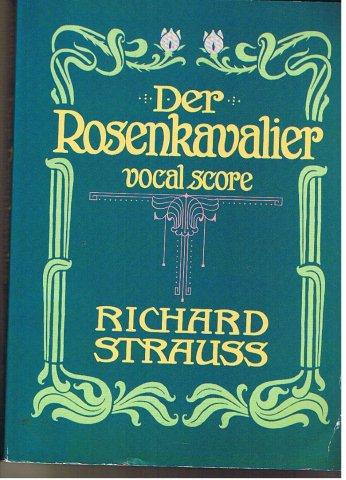 Der
Rosenkavalier
vocal score
RICHARD
STRAUSS